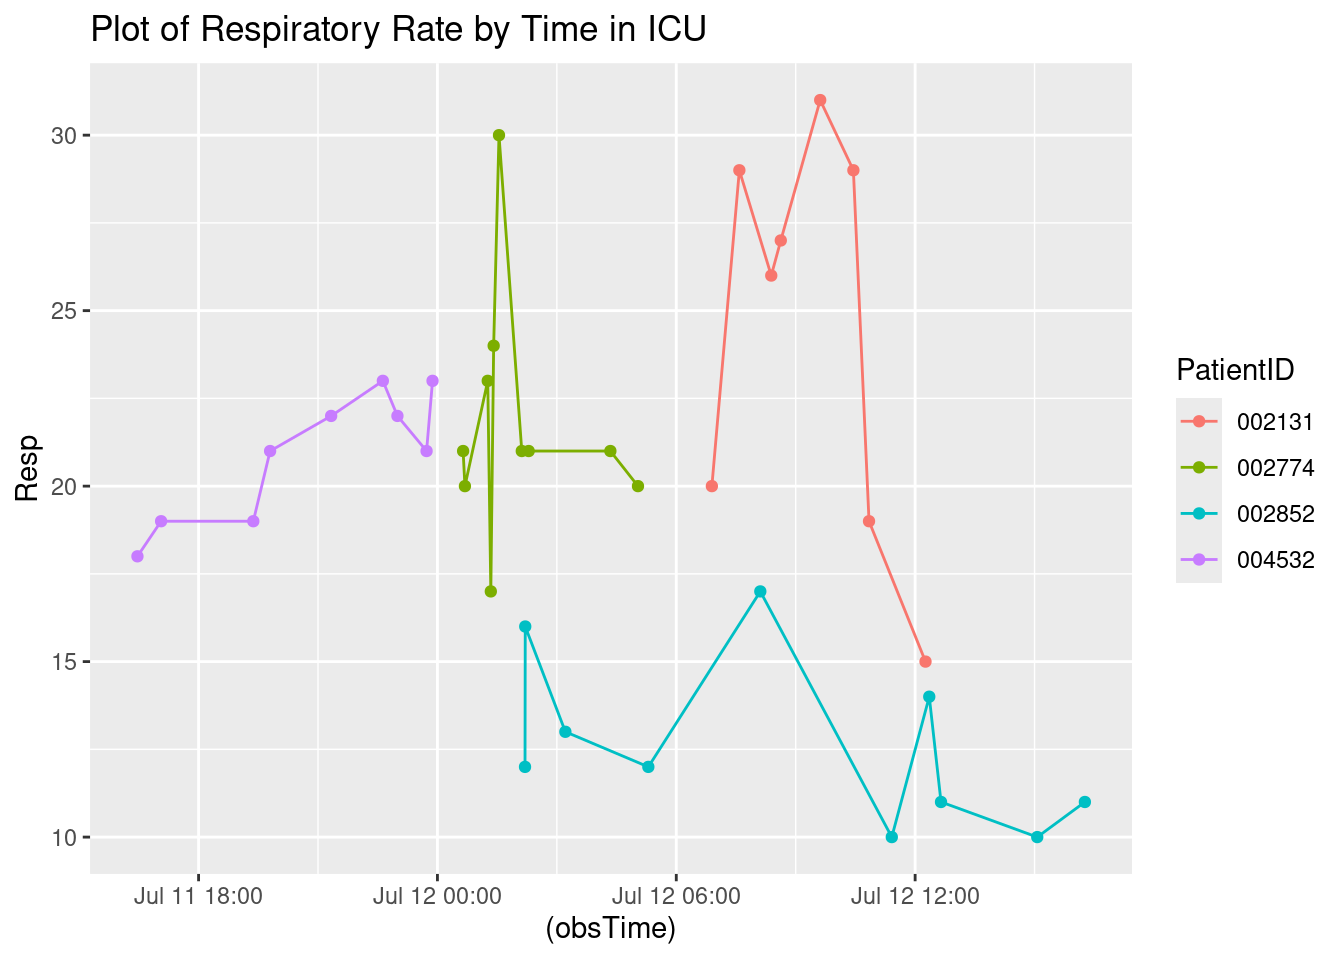 Plot of Respiratory Rate by Time in ICU
30
25
20
15
10
Resp
Jul 11 18:00
Jul 12 00:00
Jul 12 06:00
Jul 12 12:00
(obsTime)
PatientID
002131
002774
002852
004532